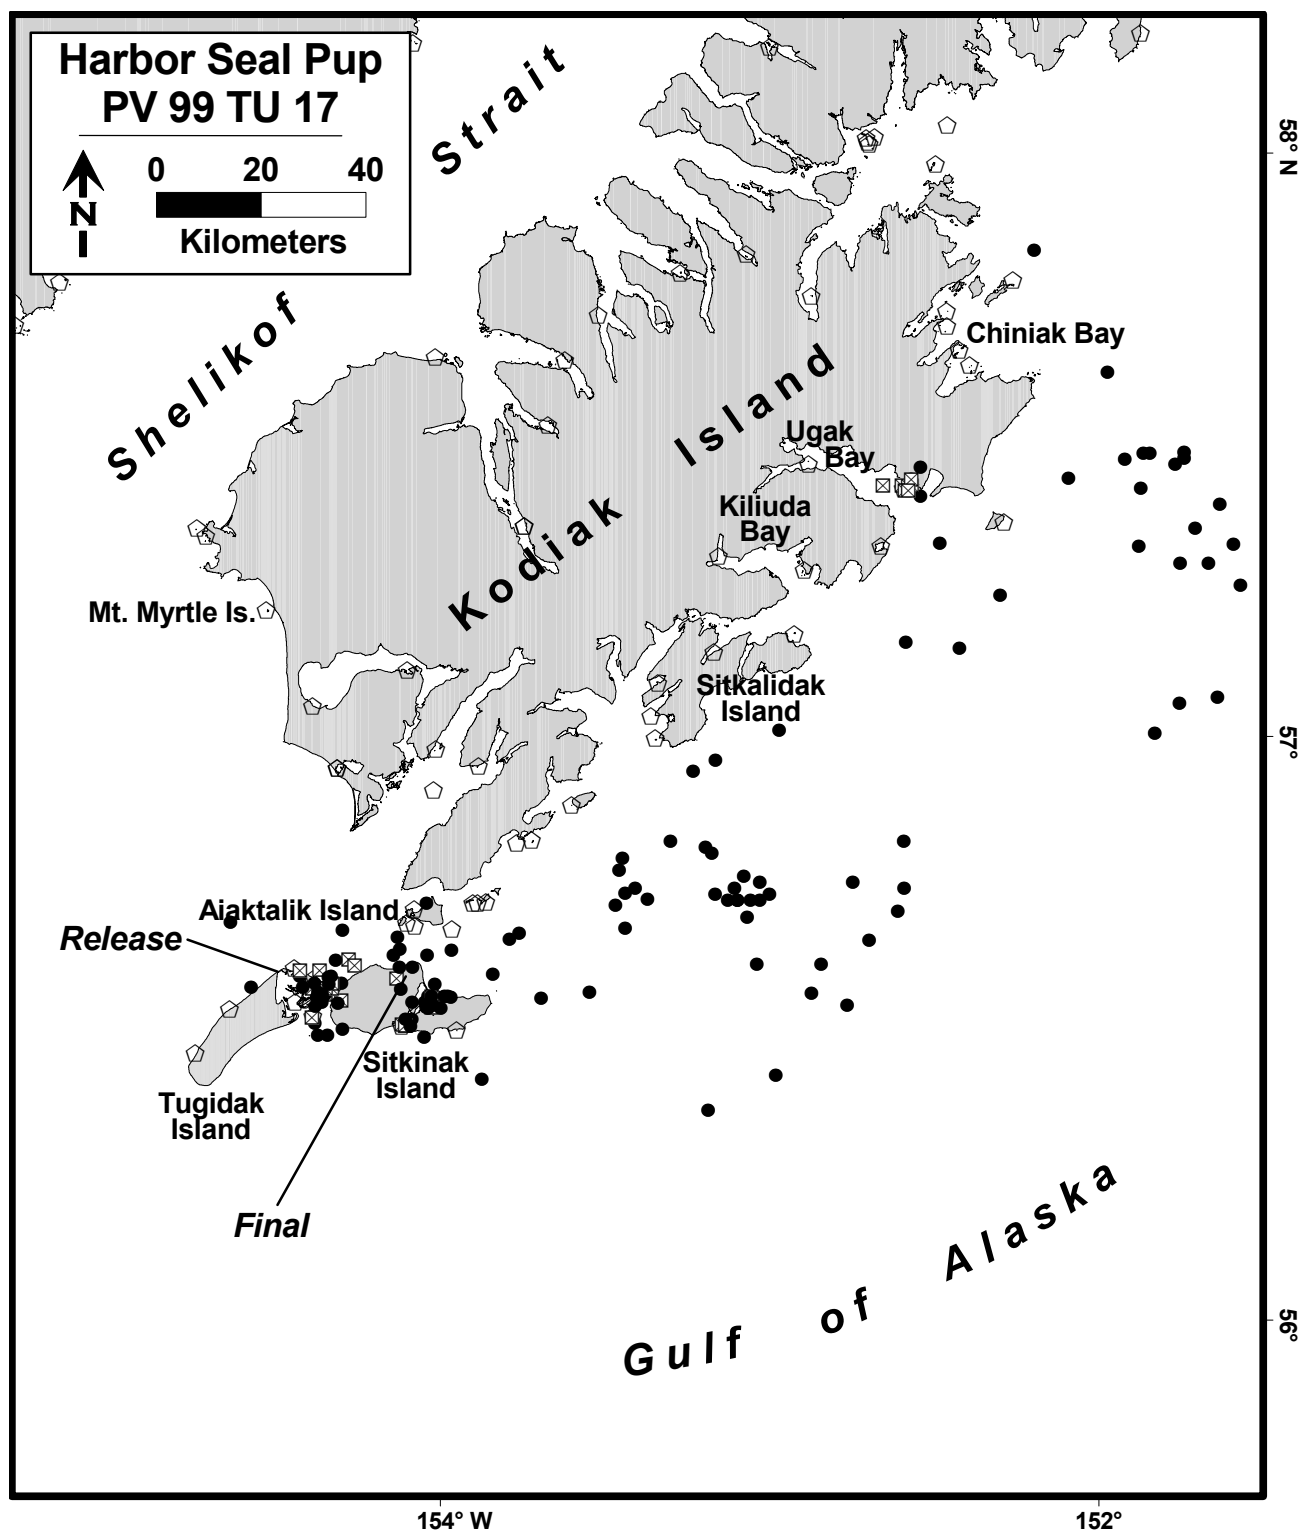 Harbor Seal Pup
PV 99 TU 17
0 20 40
N
Kilometers
Shelikof Strait
58° N
Chiniak Bay
Kodiak Island
Ugak
Bay
Kiliuda
Bay
Mt. Myrtle Is.
Sitkalidak
Island
57°
Aiaktalik Island
Release
Sitkinak
Island
Tugidak
Island
Final
Gulf of Alaska
56°
154° W
152°